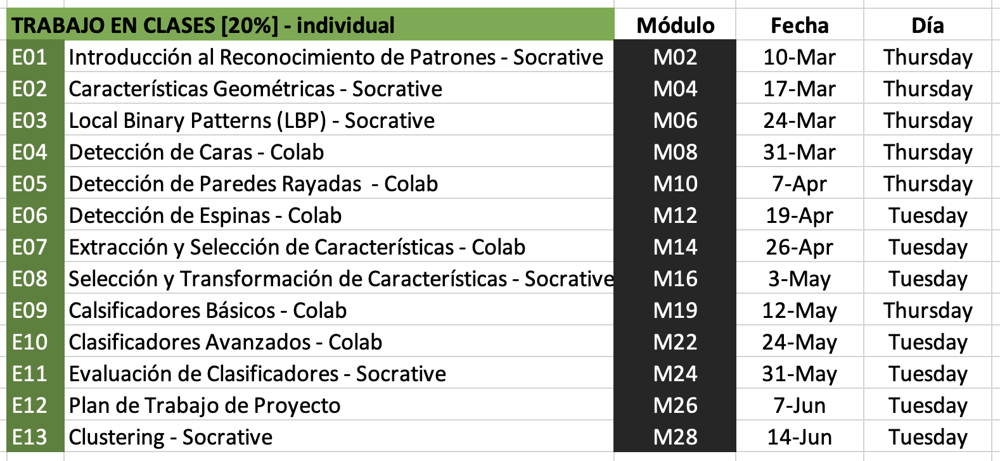 TRABAJO EN CLASES [20%] - individual Módulo Fecha Día
E01 Introducción al Reconocimiento de Patrones - Socrative M02 10-Mar Thursday
E02 Características Geométricas - Socrative M04 17-Mar Thursday
E03 Local Binary Patterns (LBP) - Socrative M06 24-Mar Thursday
E04 Detección de Caras - Colab M08 31-Mar Thursday
E05 Detección de Paredes Rayadas - Colab M10 7-Apr Thursday
E06 Detección de Espinas - Colab M12 19-Apr Tuesday
E07 Extracción y Selección de Características - Colab M14 26-Apr Tuesday
E08 Selección y Transformación de Características - Socrative M16 3-May Tuesday
E09 Calsificadores Básicos - Colab M19 12-May Thursday
E10 Clasificadores Avanzados - Colab M22 24-May Tuesday
E11 Evaluación de Clasificadores - Socrative M24 31-May Tuesday
E12 Plan de Trabajo de Proyecto M26 7-Jun Tuesday
E13 Clustering - Socrative M28 14-Jun Tuesday